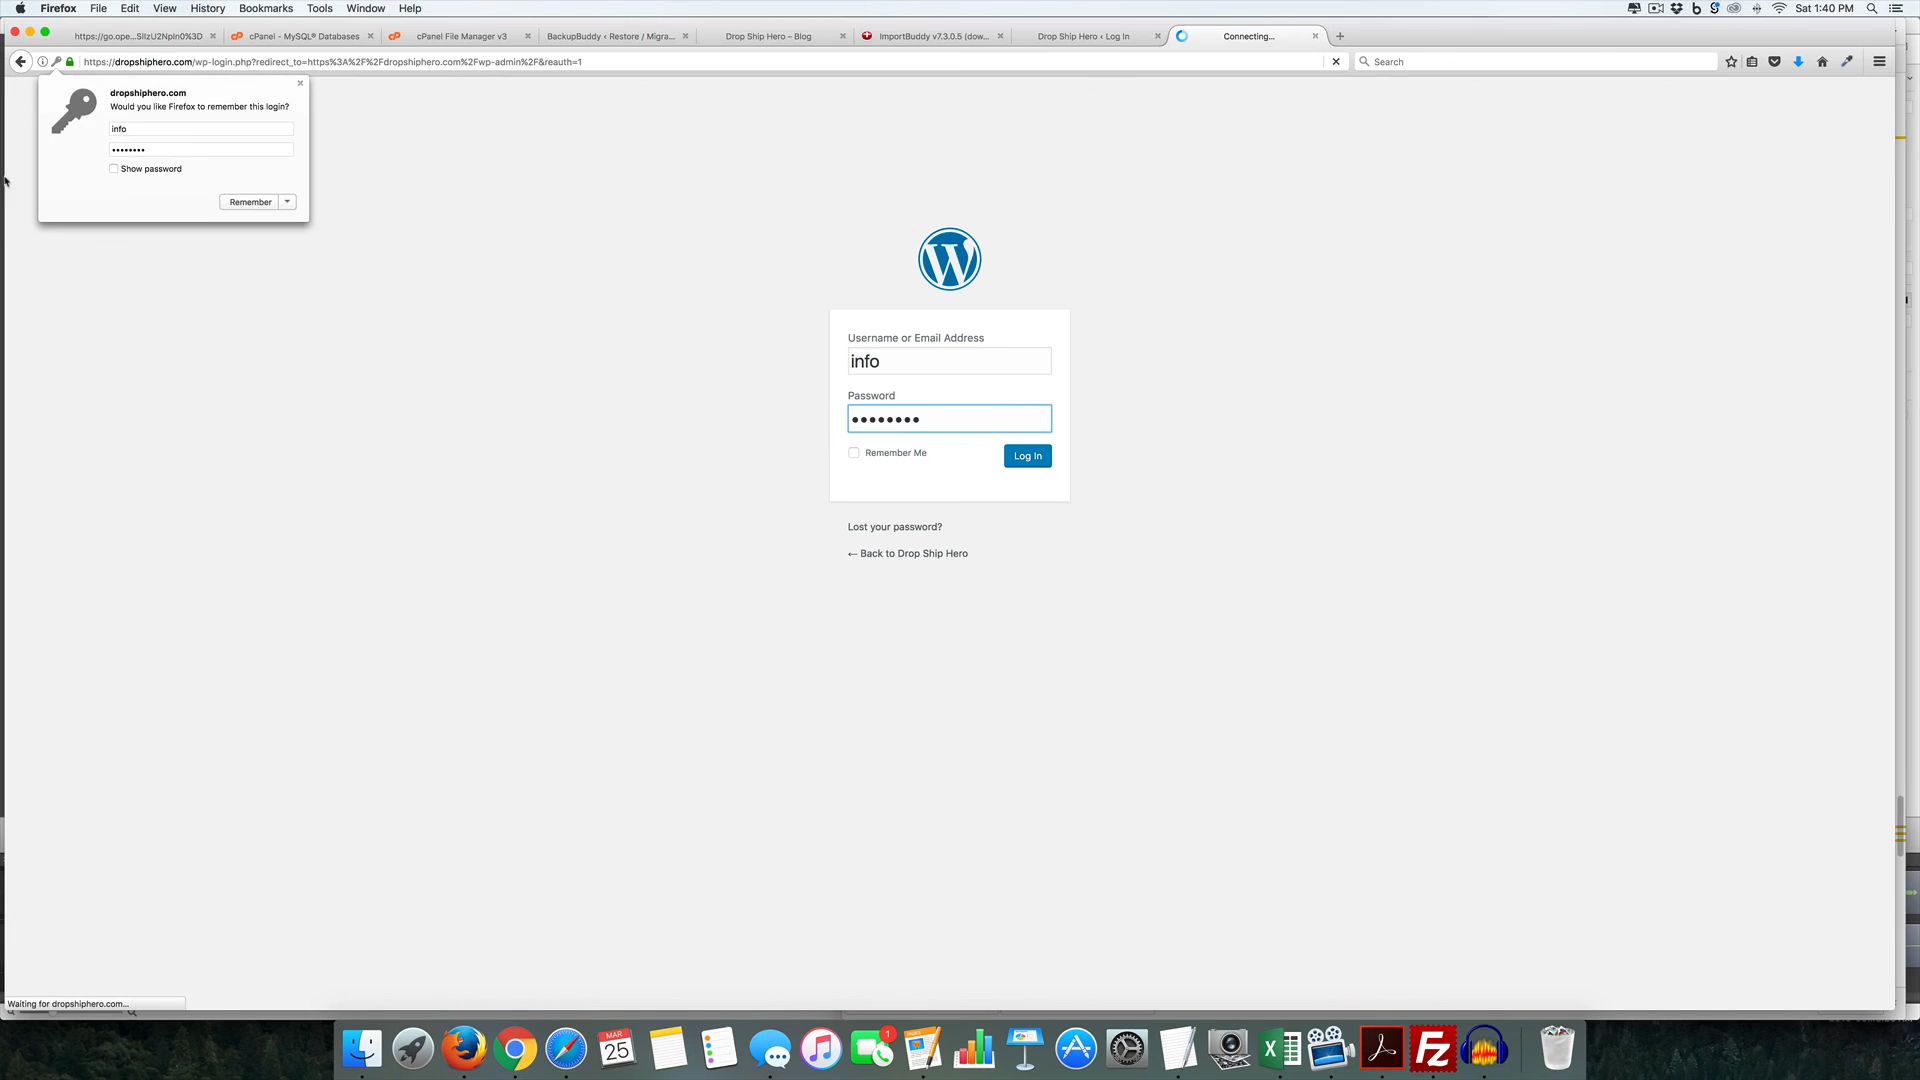 Firefox File Edit View History Bookmarks Tools Window Help Sat 1:40 PM
https://go.ope...SIIzU2NpIn0%3D cPanel - MySQL® Databases cPanel File Manager v3 BackupBuddy ‹ Restore / Migra... Drop Ship Hero – Blog ImportBuddy v7.3.0.5 (dow... Drop Ship Hero ‹ Log In Connecting...
https://dropshiphero.com/wp-login.php?redirect_to=https%3A%2F%2Fdropshiphero.com%2Fwp-admin%2F&reauth=1 Search
dropshiphero.com
Would you like Firefox to remember this login?
info
Show password
Remember
Username or Email Address
info
Password
Remember Me Log In
Lost your password?
← Back to Drop Ship Hero
Waiting for dropshiphero.com...
MAR
25
1